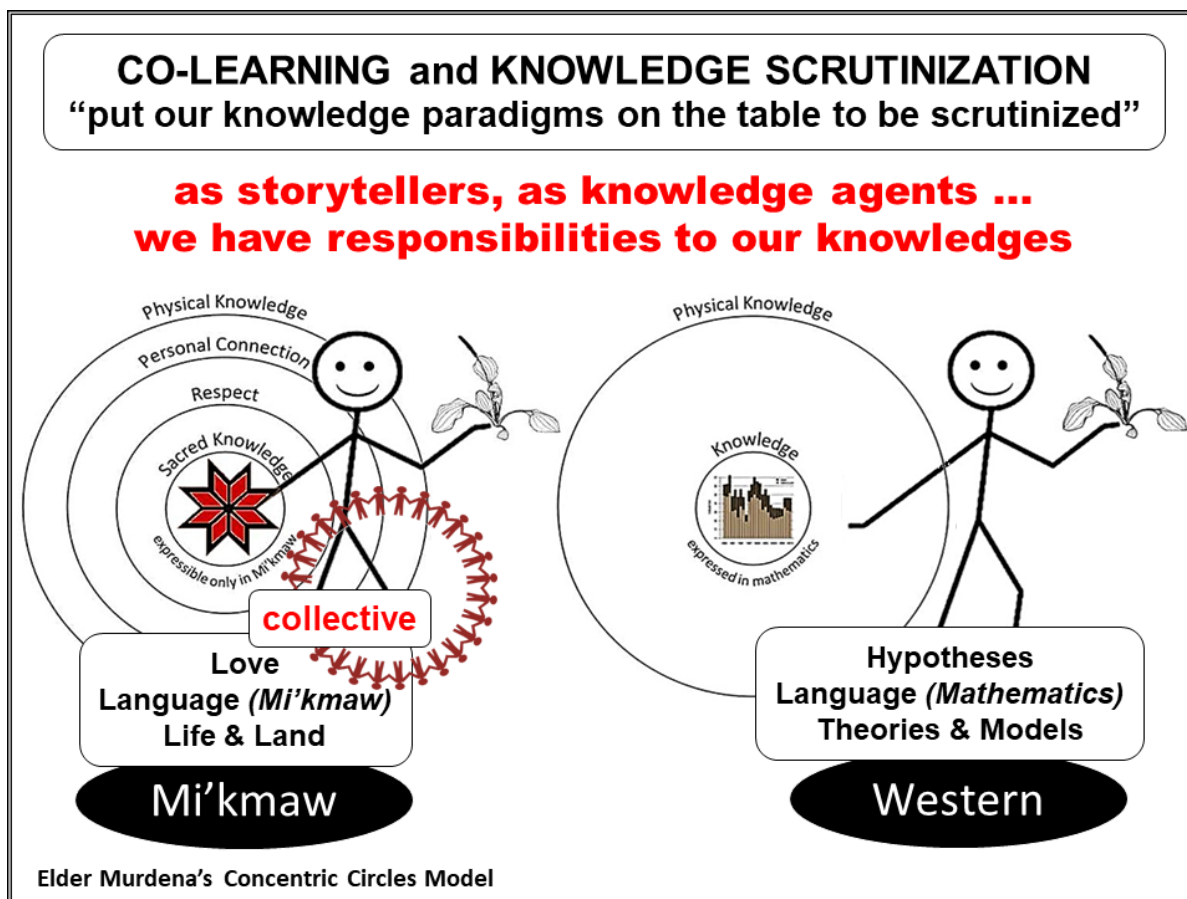 CO-LEARNING and KNOWLEDGE SCRUTINIZATION
“put our knowledge paradigms on the table to be scrutinized”
as storytellers, as knowledge agents ...
we have responsibilities to our knowledges
Physical Knowledge
Personal Connection
Respect
Sacred Knowledge
expressible only in Mi’kmaw
collective
Love
Language (Mi’kmaw)
Life & Land
Mi’kmaw
Physical Knowledge
Knowledge
expressed in mathematics
Hypotheses
Language (Mathematics)
Theories & Models
Western
Elder Murdena’s Concentric Circles Model